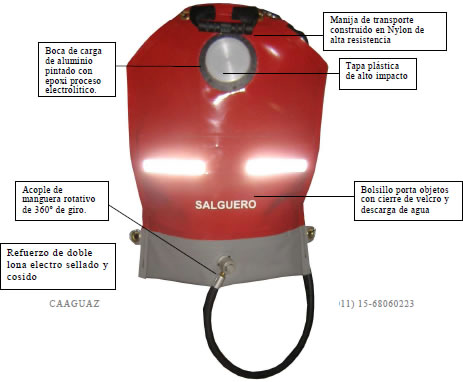 Manija de transporte
construido en Nylon de
alta resistencia
Boca de carga
de aluminio
pintado con
epoxi proceso
electrolítico.
Tapa plástica
de alto impacto
Acople de
manguera rotativo
de 360° de giro.
SALGUERO
Bolsillo porta objetos
con cierre de velcro y
descarga de agua
Refuerzo de doble
lona electro sellado y
cosido
CAAGUAZ
011) 15-68060223